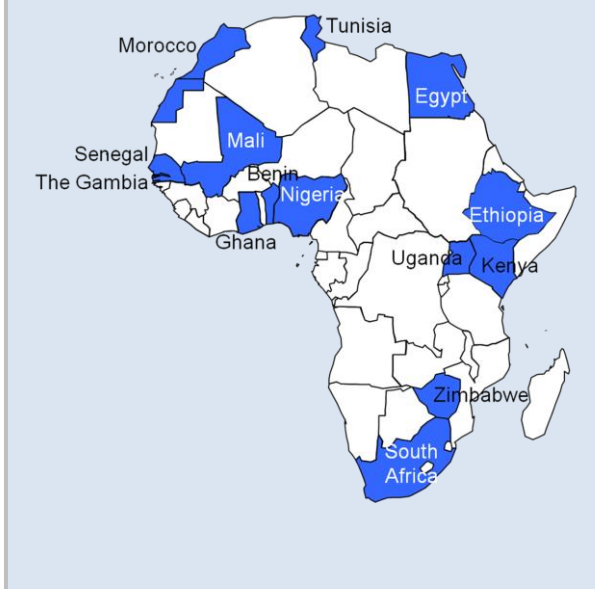 Tunisia
Morocco
Egypt
Mali
Senegal
Benin
The Gambia
Nigeria
Ethiopia
Ghana
Uganda
Kenya
Zimbabwe
South
Africa